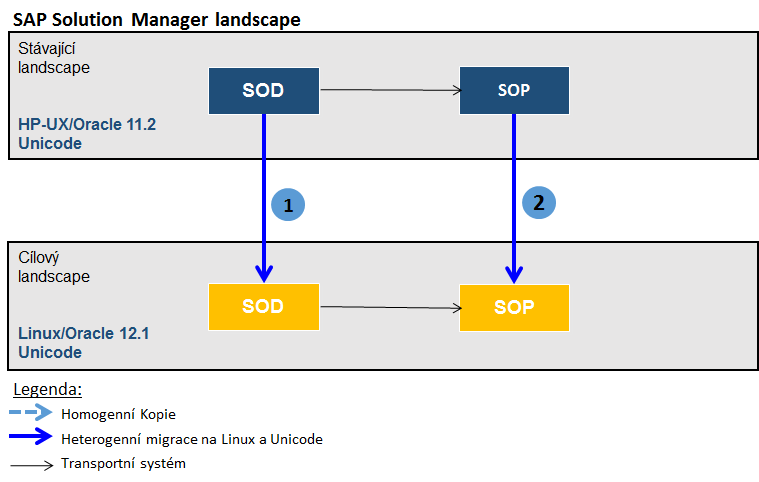 SAP Solution Manager landscape
Stávající
landscape
SOD
SOP
HP-UX/Oracle 11.2
Unicode
1
2
Cílový
landscape
SOD
SOP
Linux/Oracle 12.1
Unicode
Legenda:
Homogenní Kopie
Heterogenní migrace na Linux a Unicode
Transportní systém